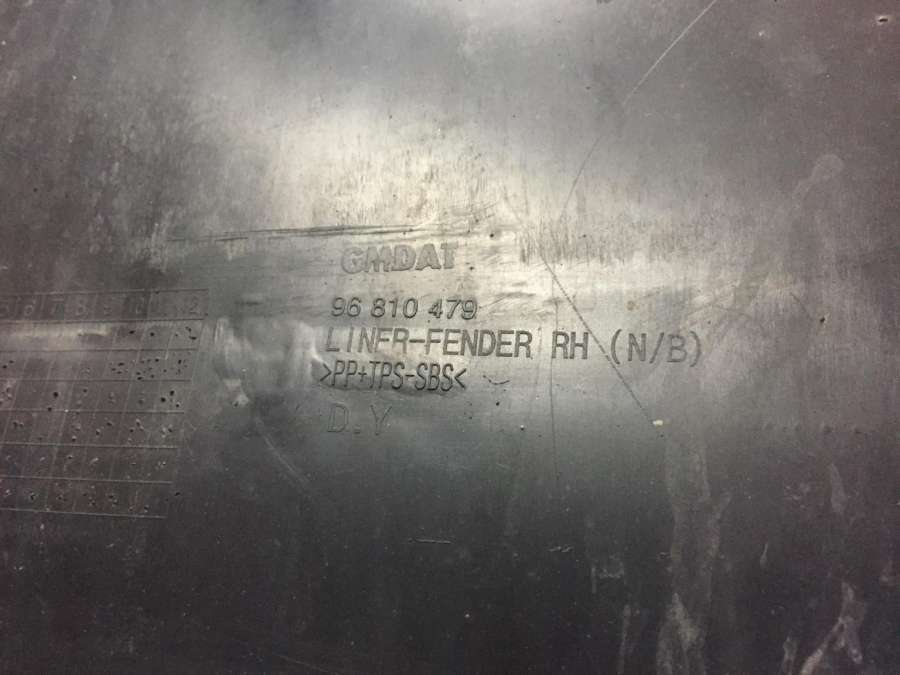 GMDAT
96 810 479
LINER-FENDER RH (N/B)
>PP+TPS-SBS<
D.Y